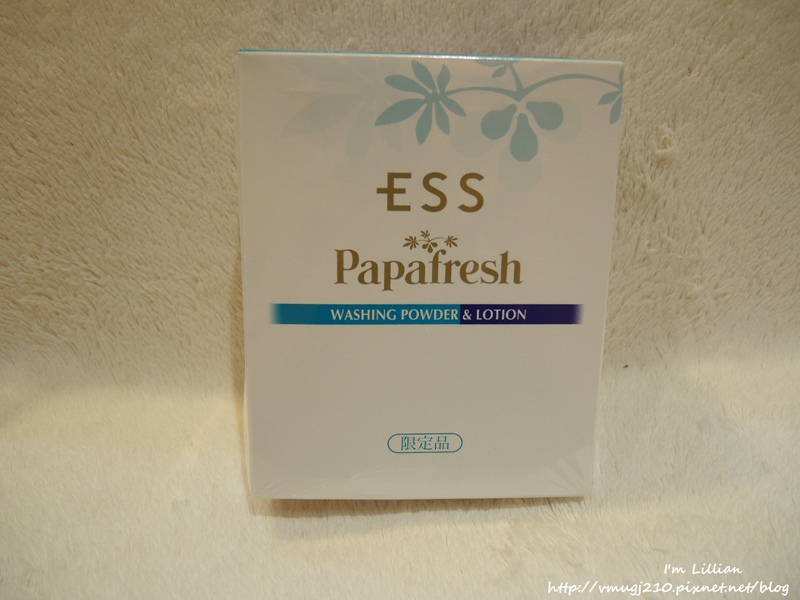 ESS
Papafresh
WASHING POWDER & LOTION
限定品
I'm Lillian
http://vmugj210.pixnet.net/blog